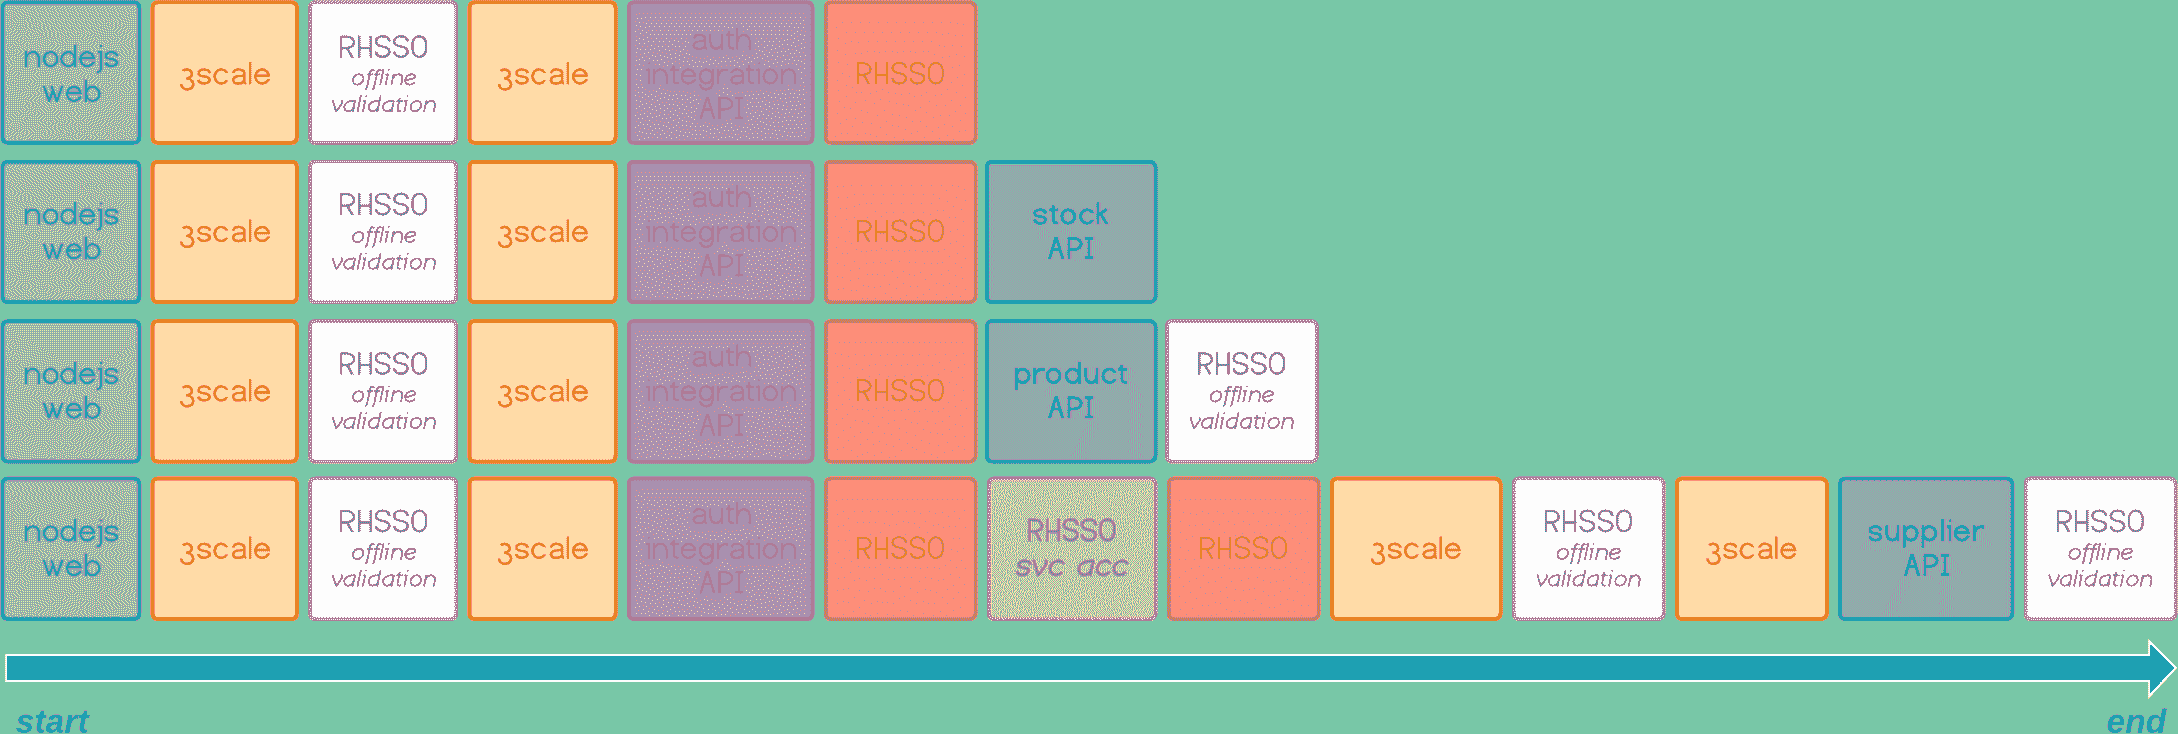 nodejs
web
3scale
RHSSO
offline
validation
3scale
auth
integration
API
RHSSO
nodejs
web
3scale
RHSSO
offline
validation
3scale
auth
integration
API
RHSSO
stock
API
nodejs
web
3scale
RHSSO
offline
validation
3scale
auth
integration
API
RHSSO
product
API
RHSSO
offline
validation
nodejs
web
3scale
RHSSO
offline
validation
3scale
auth
integration
API
RHSSO
RHSSO
svc acc
RHSSO
3scale
RHSSO
offline
validation
3scale
supplier
API
RHSSO
offline
validation
start
end